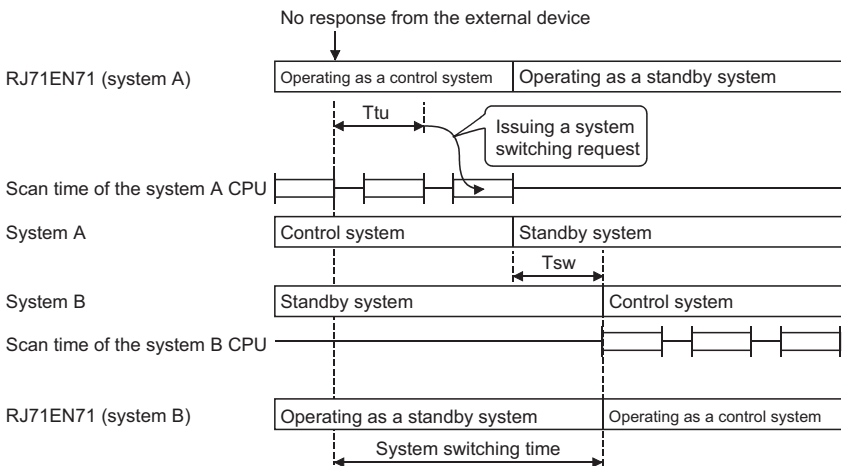 No response from the external device
RJ71EN71 (system A)
Operating as a control system
Operating as a standby system
Ttu
Issuing a system
switching request
Scan time of the system A CPU
System A
Control system
Standby system
Tsw
System B
Standby system
Control system
Scan time of the system B CPU
RJ71EN71 (system B)
Operating as a standby system
Operating as a control system
System switching time